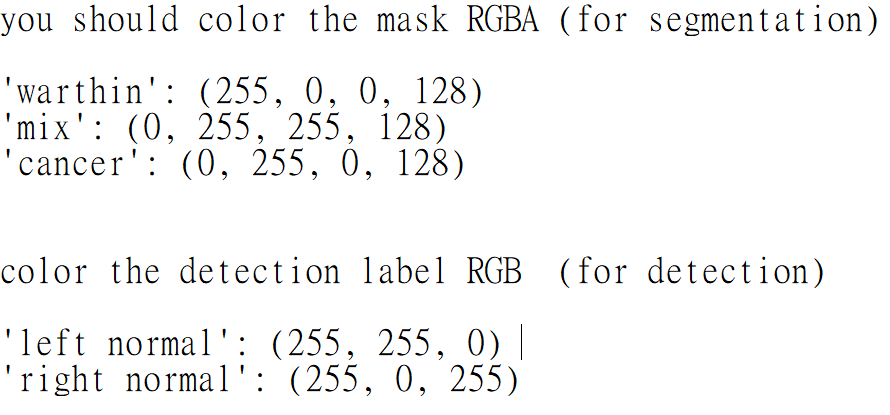 you should color the mask RGBA (for segmentation)
'warthin': (255, 0, 0, 128)
'mix': (0, 255, 255, 128)
'cancer': (0, 255, 0, 128)
color the detection label RGB  (for detection)
'left normal': (255, 255, 0)
'right normal': (255, 0, 255)